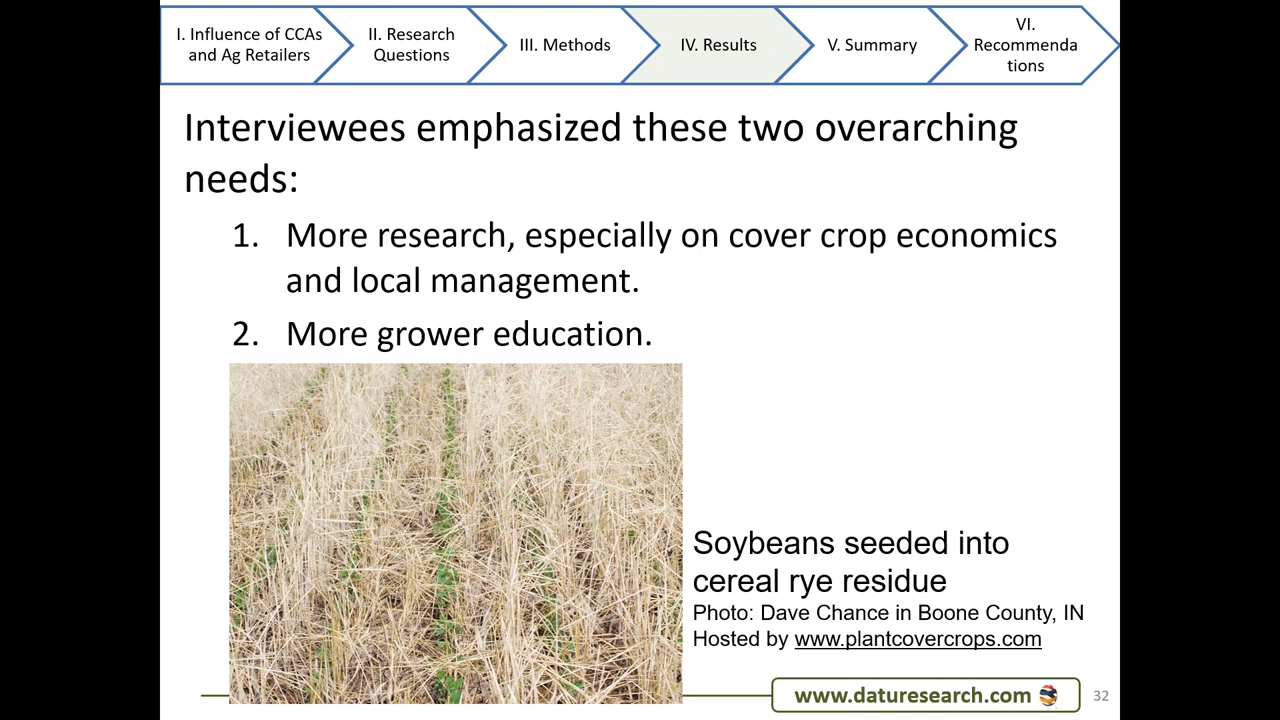 I. Influence of CCAs
and Ag Retailers
II. Research
Questions
III. Methods
IV. Results
V. Summary
VI.
Recommenda
tions
Interviewees emphasized these two overarching
needs:
1. More research, especially on cover crop economics
and local management.
2. More grower education.
Soybeans seeded into
cereal rye residue
Photo: Dave Chance in Boone County, IN
Hosted by www.plantcovercrops.com
www.daturesearch.com
32